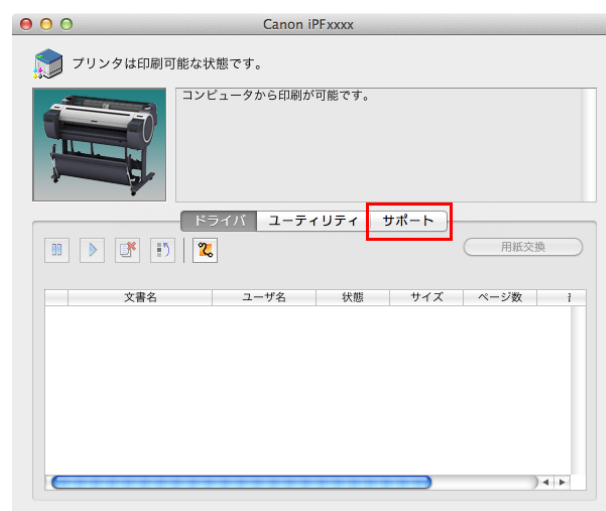 Canon iPFxxxx
プリンタは印刷可能な状態です。
コンピュータから印刷が可能です。
ドライバ ユーティリティ サポート
用紙交換
文書名 ユーザ名 状態 サイズ ページ数